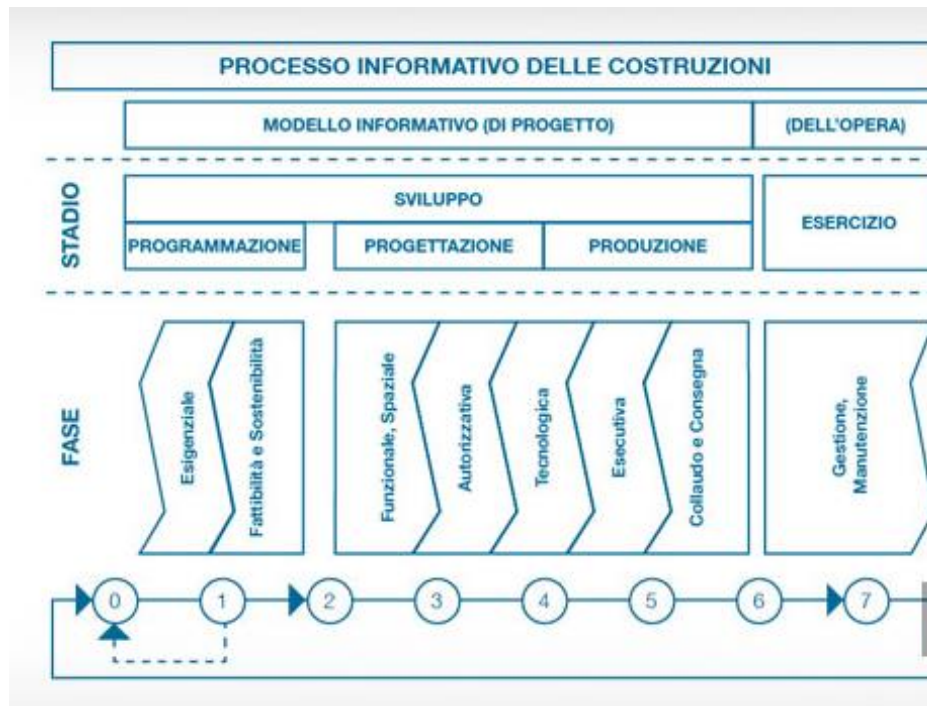 PROCESSO INFORMATIVO DELLE COSTRUZIONI
MODELLO INFORMATIVO (DI PROGETTO)
(DELL'OPERA)
STADIO
SVILUPPO
PROGRAMMAZIONE
PROGETTAZIONE
PRODUZIONE
ESERCIZIO
FASE
Esigenziale
Fattibilità e Sostenibilità
Funzionale, Spaziale
Autorizzativa
Tecnologica
Esecutiva
Collaudo e Consegna
Gestione,
Manutenzione
0 1 2 3 4 5 6 7